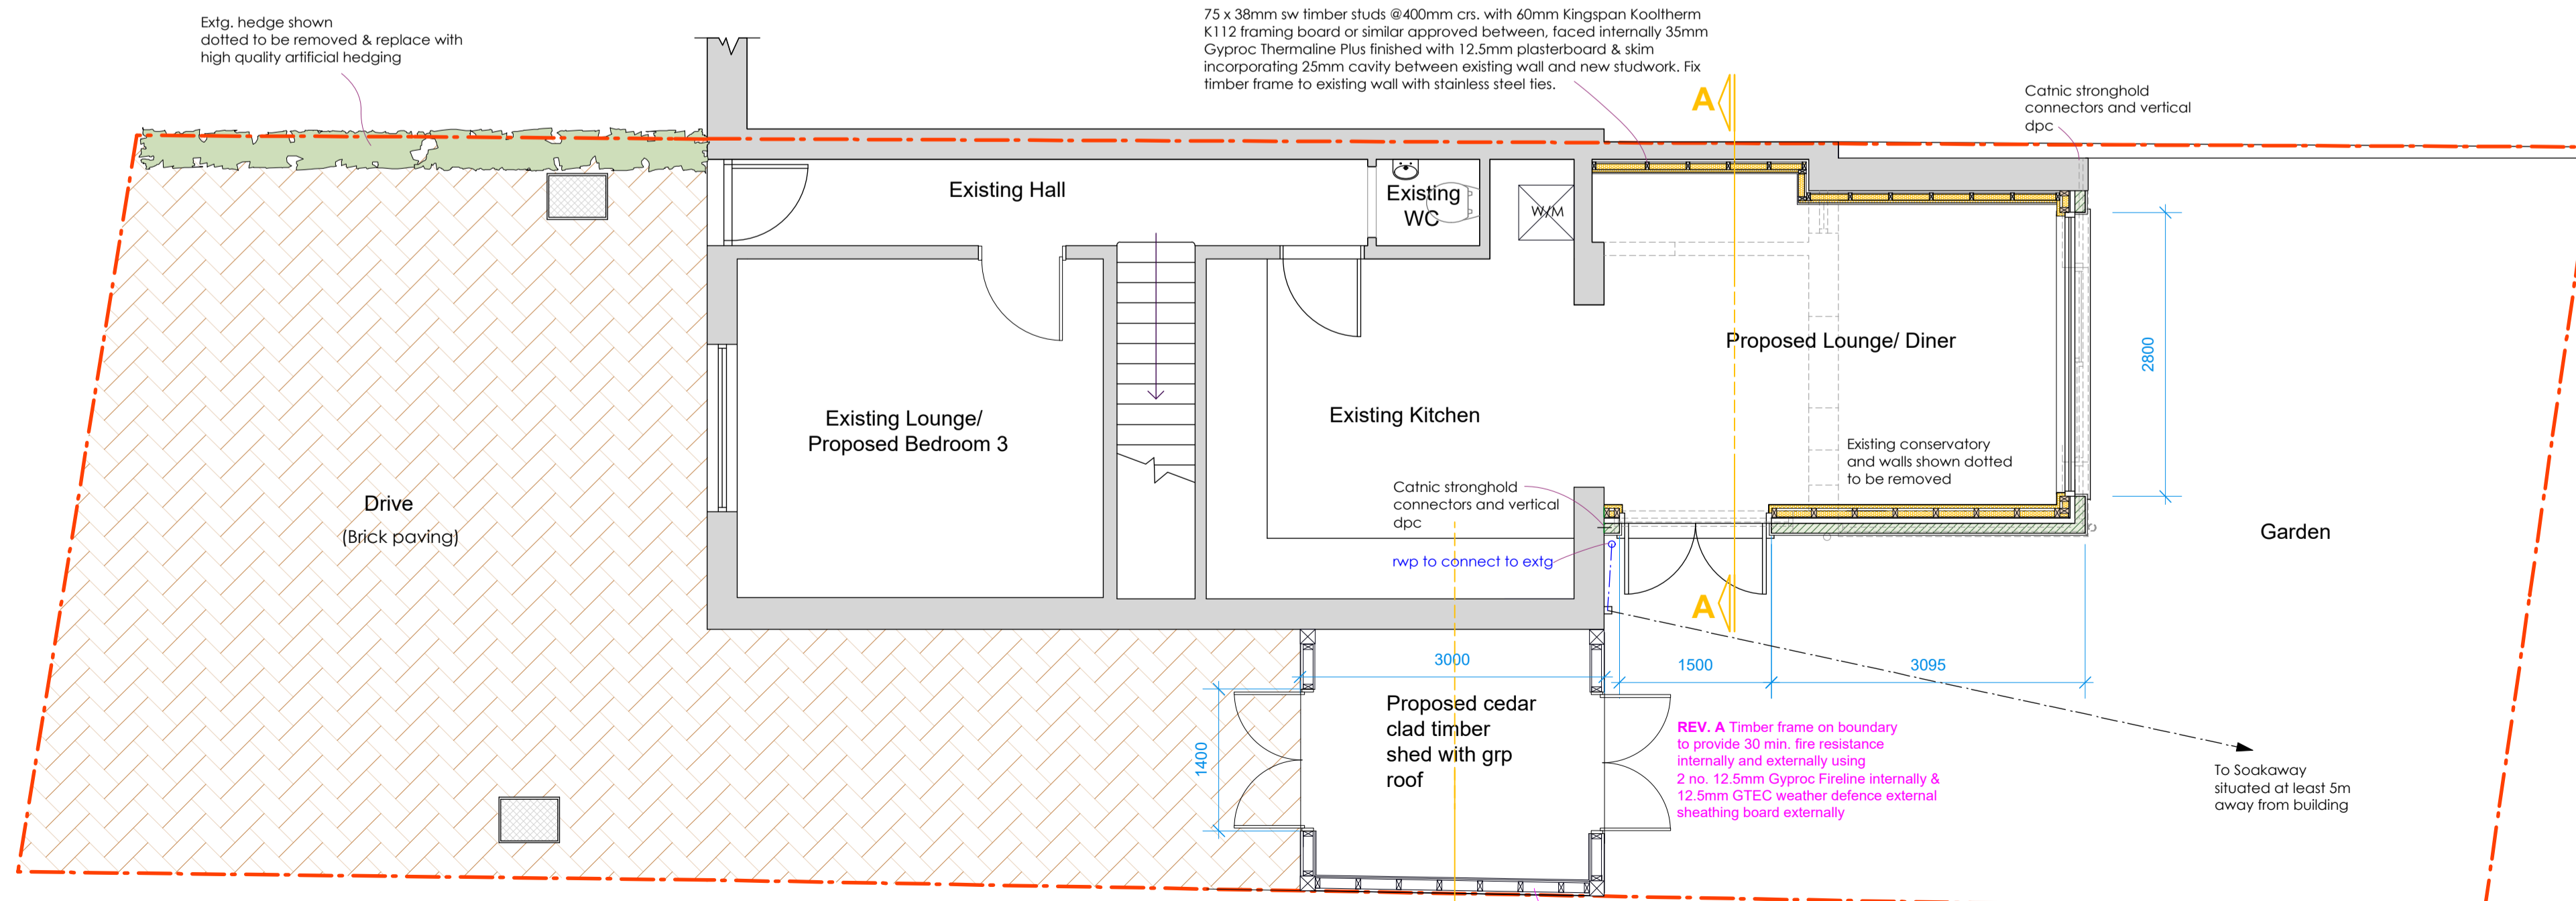 Extg. hedge shown
dotted to be removed & replace with
high quality artificial hedging
75 x 38mm sw timber studs @400mm crs. with 60mm Kingspan Kooltherm
K112 framing board or similar approved between, faced internally 35mm
Gyproc Thermaline Plus finished with 12.5mm plasterboard & skim
incorporating 25mm cavity between existing wall and new studwork. Fix
timber frame to existing wall with stainless steel ties.
A
Catnic stronghold
connectors and vertical
dpc
Existing Hall
Existing
WC
W/M
Proposed Lounge/ Diner
2800
Existing Lounge/
Proposed Bedroom 3
Existing Kitchen
Existing conservatory
and walls shown dotted
to be removed
Drive
(Brick paving)
Catnic stronghold
connectors and vertical
dpc
rwp to connect to extg
Garden
A
3000
1500
3095
1400
Proposed cedar
clad timber
shed with grp
roof
REV. A Timber frame on boundary
to provide 30 min. fire resistance
internally and externally using
2 no. 12.5mm Gyproc Fireline internally &
12.5mm GTEC weather defence external
sheathing board externally
To Soakaway
situated at least 5m
away from building